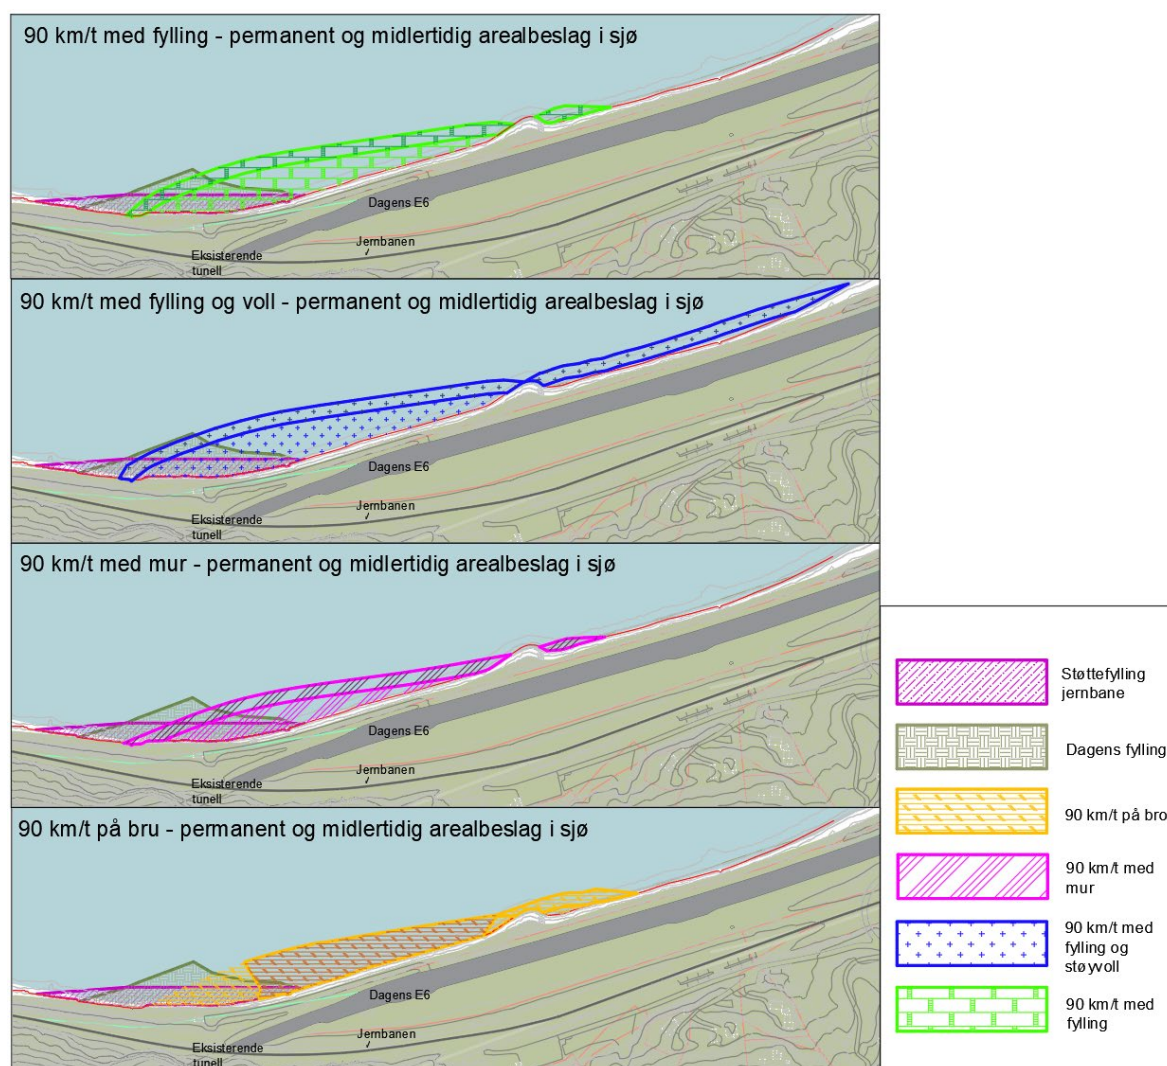 90 km/t med fylling - permanent og midlertidig arealbeslag i sjø
Dagens E6
Jernbanen
Eksisterende
tunell
90 km/t med fylling og voll - permanent og midlertidig arealbeslag i sjø
Dagens E6
Jernbanen
Eksisterende
tunell
90 km/t med mur - permanent og midlertidig arealbeslag i sjø
Dagens E6
Jernbanen
Eksisterende
tunell
90 km/t på bru - permanent og midlertidig arealbeslag i sjø
Dagens E6
Jernbanen
Eksisterende
tunell
Støttefylling
jernbane
Dagens fylling
90 km/t på bro
90 km/t med
mur
90 km/t med
fylling og
støyvoll
90 km/t med
fylling